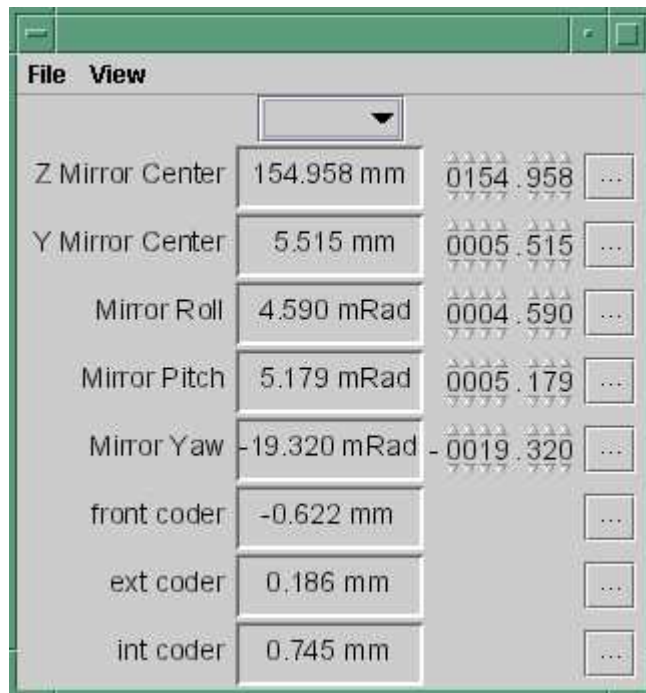 File View
Z Mirror Center 154.958 mm 0154.958 ...
Y Mirror Center 5.515 mm 0005.515 ...
Mirror Roll 4.590 mRad 0004.590 ...
Mirror Pitch 5.179 mRad 0005.179 ...
Mirror Yaw -19.320 mRad -0019.320 ...
front coder -0.622 mm ...
ext coder 0.186 mm ...
int coder 0.745 mm ...